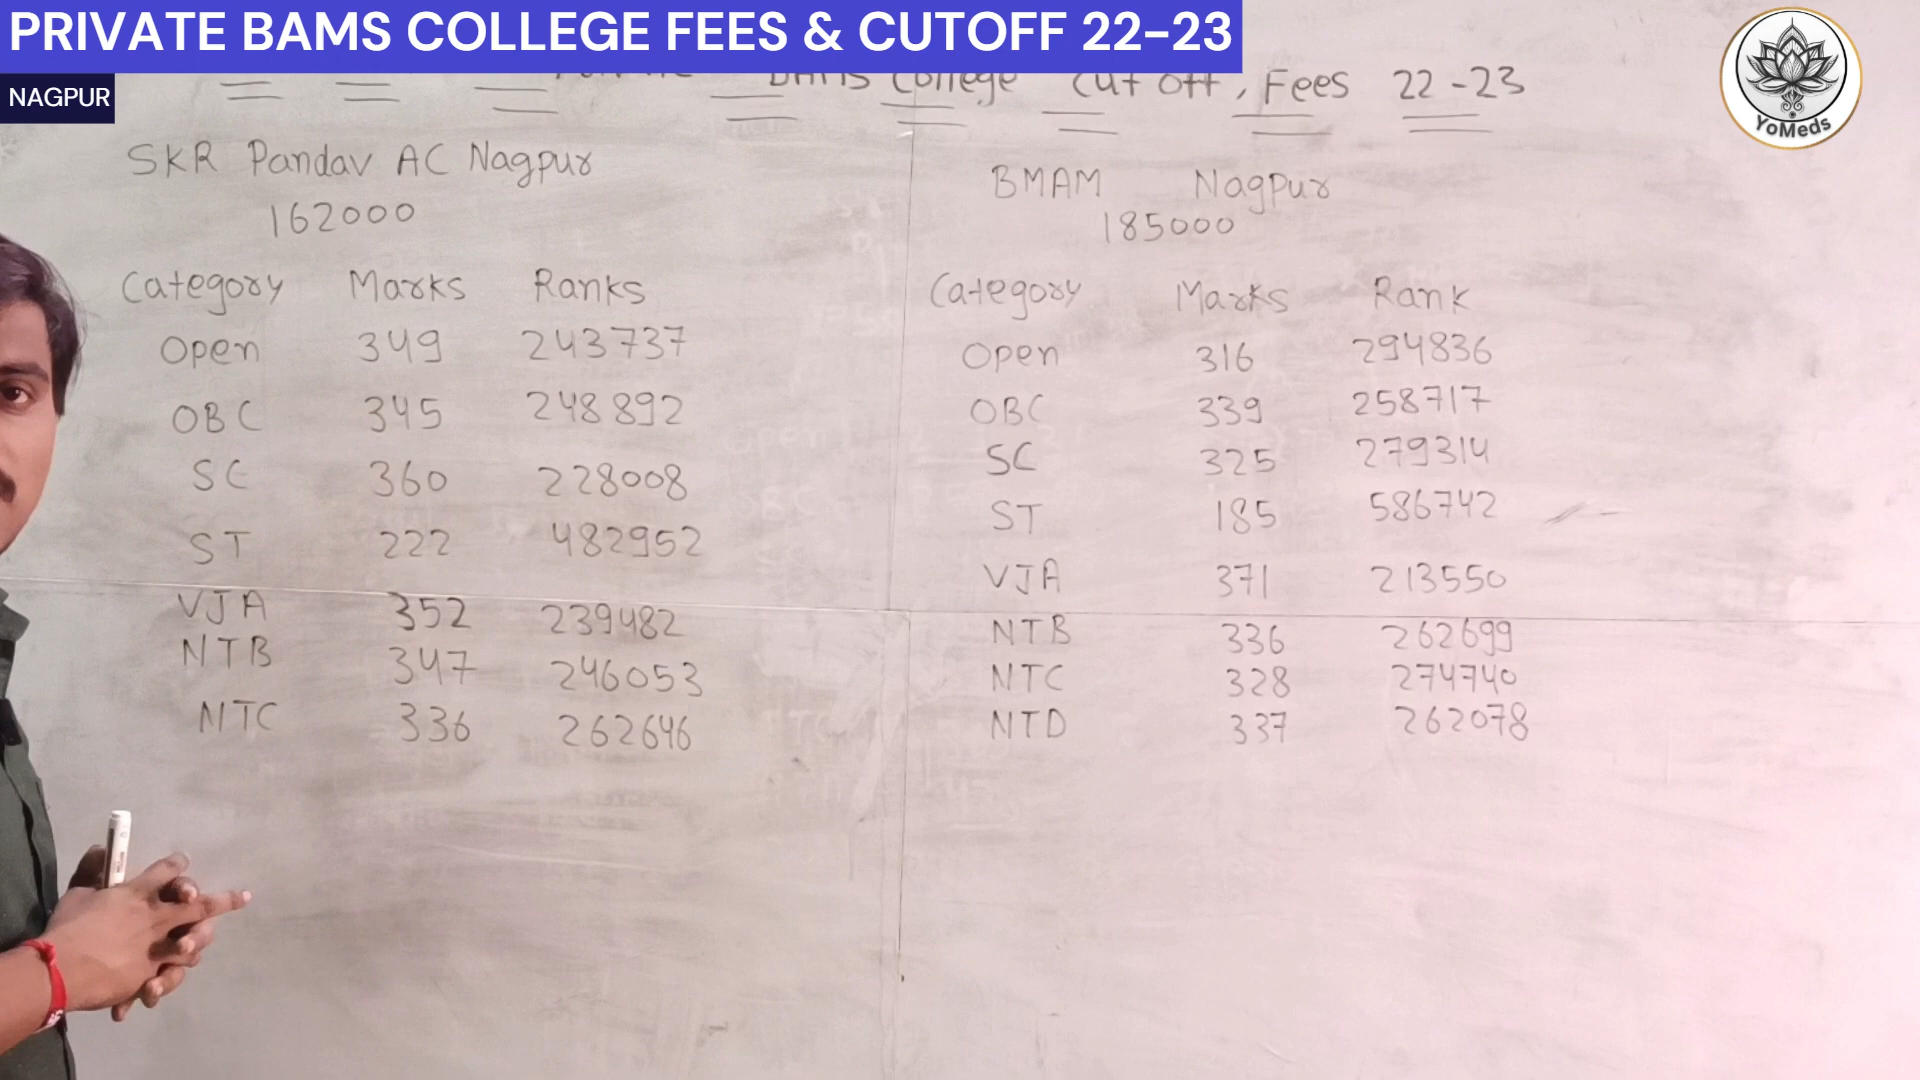 PRIVATE BAMS COLLEGE FEES & CUTOFF 22-23
NAGPUR
BAMS College Cut Off, Fees 22-23
YoMeds
SKR Pandav AC Nagpur
162000
Category Marks Ranks
Open 349 243737
OBC 345 248892
SC 360 228008
ST 222 482952
VJA 352 239482
NTB 347 246053
NTC 336 262646
BMAM Nagpur
185000
Category Marks Rank
Open 316 294836
OBC 339 258717
SC 325 279314
ST 185 586742
VJA 371 213550
NTB 336 262699
NTC 328 274740
NTD 337 262078